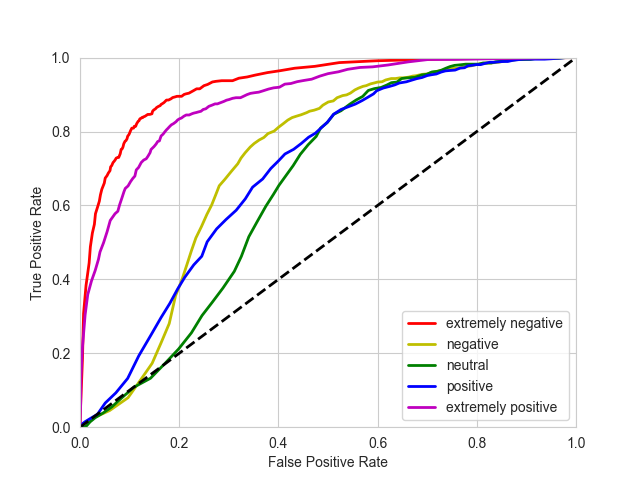 1.0
0.8
0.6
0.4
0.2
0.0
True Positive Rate
0.0 0.2 0.4 0.6 0.8 1.0
False Positive Rate
extremely negative
negative
neutral
positive
extremely positive